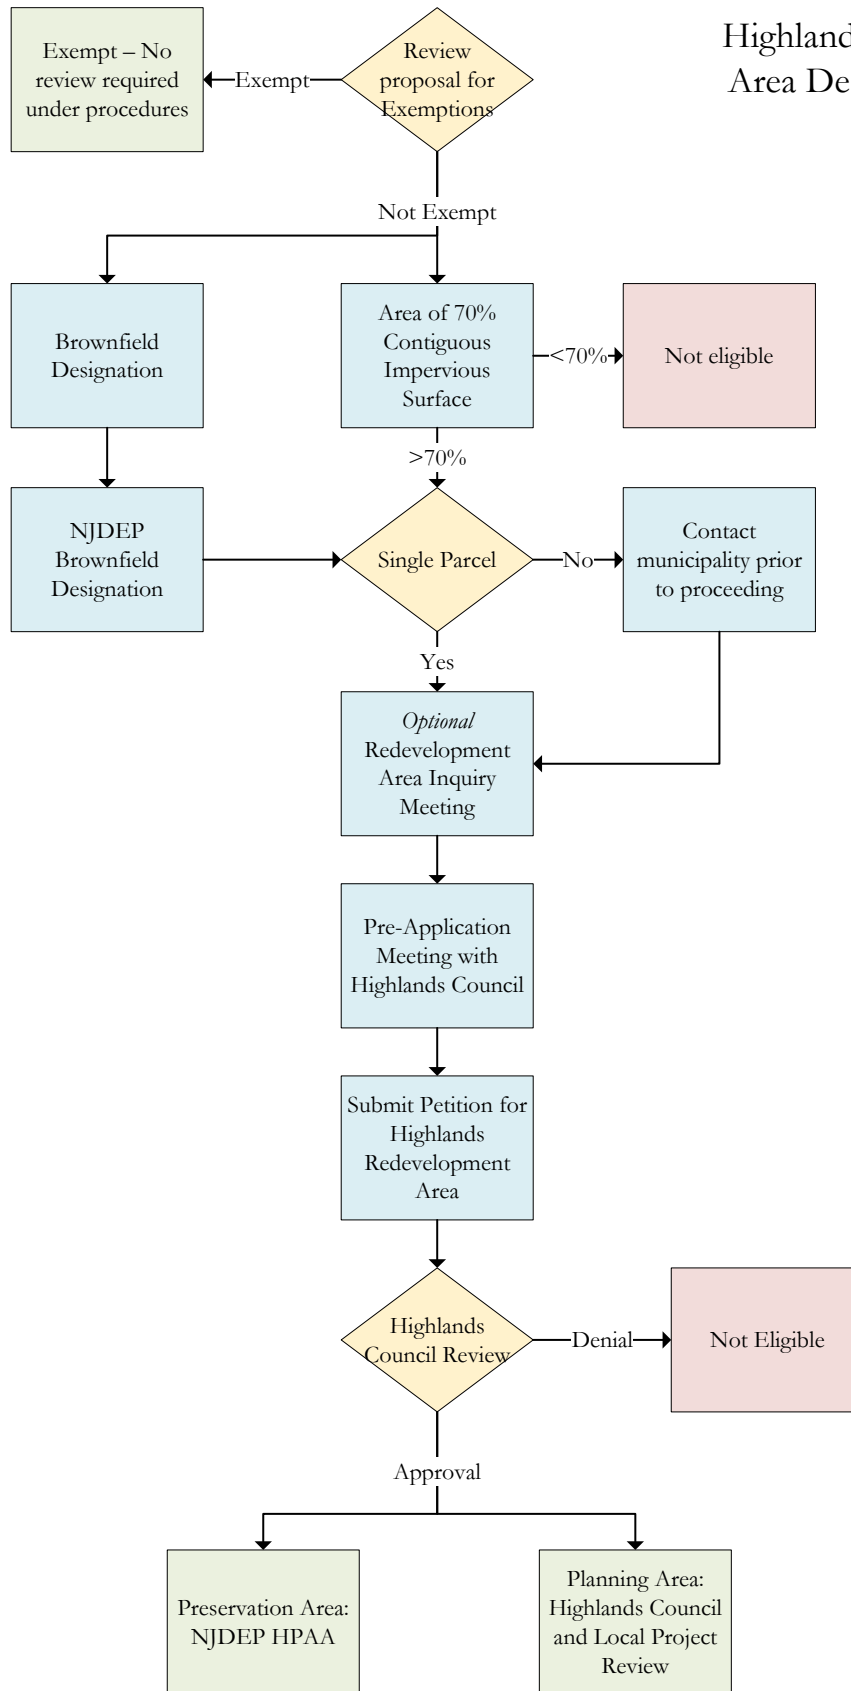 Highland
Area De
Exempt – No
review required
under procedures
Exempt
Review
proposal for
Exemptions
Not Exempt
Brownfield
Designation
Area of 70%
Contiguous
Impervious
Surface
<70%
Not eligible
>70%
NJDEP
Brownfield
Designation
Single Parcel
No
Contact
municipality prior
to proceeding
Yes
Optional
Redevelopment
Area Inquiry
Meeting
Pre-Application
Meeting with
Highlands Council
Submit Petition for
Highlands
Redevelopment
Area
Highlands
Council Review
Denial
Not Eligible
Approval
Preservation Area:
NJDEP HPAA
Planning Area:
Highlands Council
and Local Project
Review